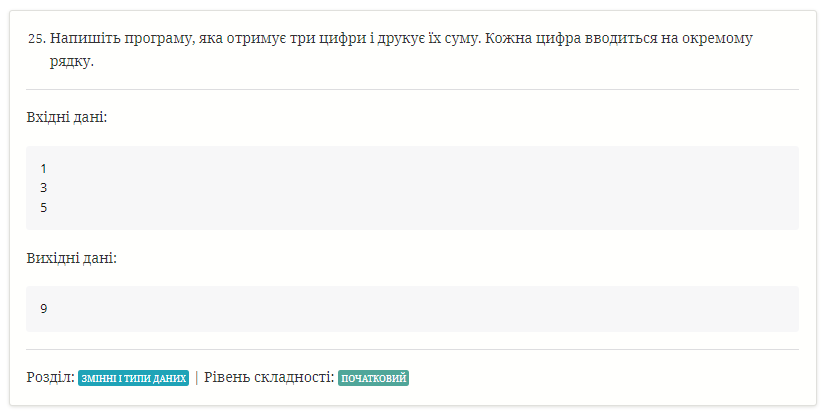 25. Напишіть програму, яка отримує три цифри і друкує їх суму. Кожна цифра вводиться на окремому
рядку.
Вхідні дані:
1
3
5
Вихідні дані:
9
Розділ: ЗМІННІ І ТИПИ ДАНИХ | Рівень складності: ПОЧАТКОВИЙ